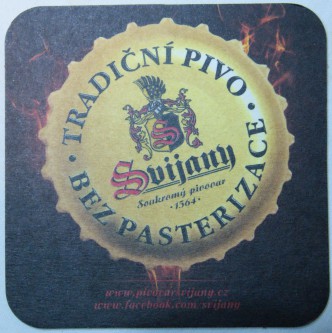 · TRADIČNÍ PIVO ·
S
Svijany
Soukromý pivovar
· 1564 ·
BEZ PASTERIZACE
www.pivovarsvijany.cz
www.facebook.com/svijany